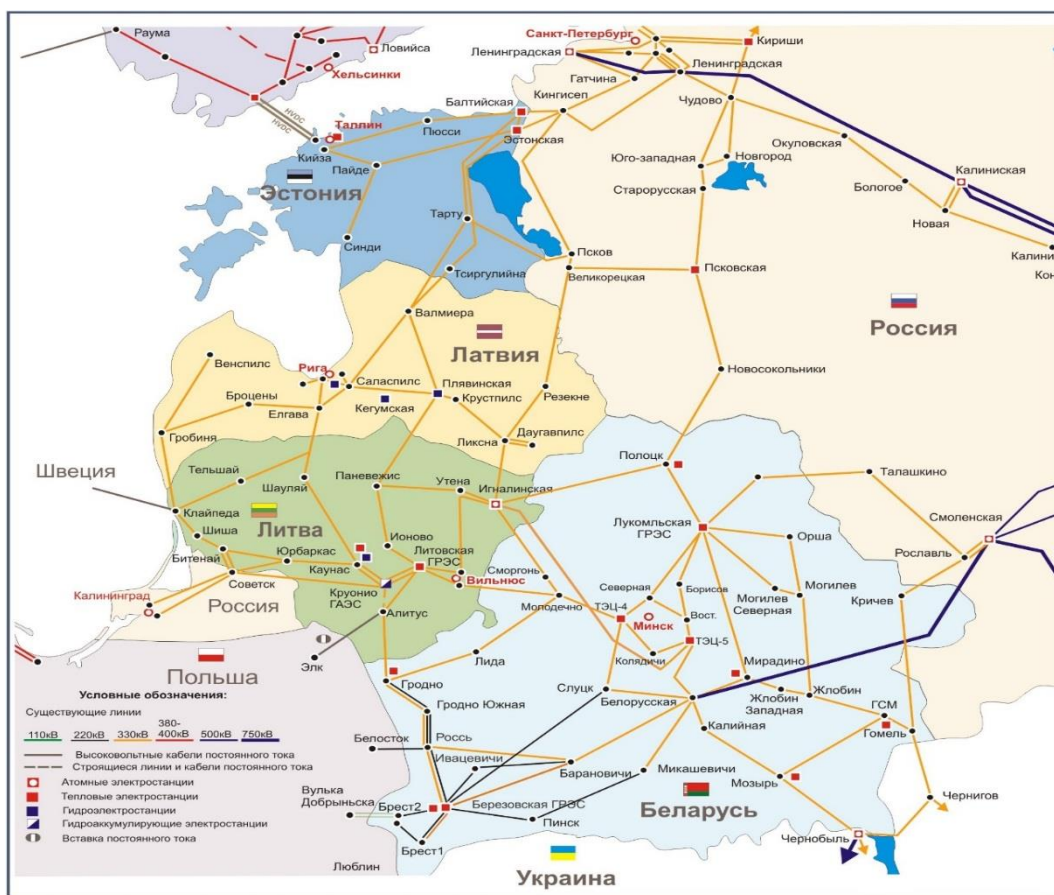 Санкт-Петербург
Раума
Ловийса
Ленинградская
Кириши
Хельсинки
Ленинградская
Гатчина
Кингисеп
Чудово
Балтийская
HVDC
HVDC
Таллин
Пюсси
Эстонская
Окуловская
Кийза
Пайде
Юго-западная
Новгород
Калиниская
Эстония
Старорусская
Бологое
Новая
Тарту
Синди
Псков
Калини
Кон
Тсиргулийна
Великорецкая
Псковская
Валмиера
Россия
Латвия
Венспилс
Рига
Саласпилс
Плявинская
Новосокольники
Броцены
Елгава
Кегумская
Крустпилс
Резекне
Гробиня
Ликсна
Даугавпилс
Швеция
Тельшай
Паневежис
Утена
Игналинская
Полоцк
Талашкино
Шауляй
Клайпеда
Литва
Лукомльская
ГРЭС
Смоленская
Шиша
Орша
Битенай
Юрбаркас
Ионово
Литовская
ГРЭС
Рославль
Советск
Каунас
Вильнюс
Сморгонь
Северная
Борисов
Могилев
Калининград
Круонио
ГАЭС
Могилев
Северная
Кричев
Россия
Алитус
Молодечно
ТЭЦ-4
Минск
Вост.
ТЭЦ-5
Колядичи
Элк
Лида
Мирадино
Польша
Гродно
Слуцк
Белорусская
Жлобин
Западная
Жлобин
Условные обозначения:
Гродно Южная
ГСМ
Существующие линии
Калийная
Гомель
110кВ
220кВ
330кВ
380-
400кВ
500кВ
750кВ
Белосток
Россь
Ивацевичи
Высоковольтные кабели постоянного тока
Строящиеся линии и кабели постоянного тока
Барановичи
Микашевичи
Мозырь
Атомные электростанции
Тепловые электростанции
Вулька
Добрыньска
Брест2
Березовская ГРЭС
Беларусь
Чернигов
Гидроэлектростанции
Пинск
Гидроаккумулирующие электростанции
Вставка постоянного тока
Брест1
Чернобыль
Люблин
Украина